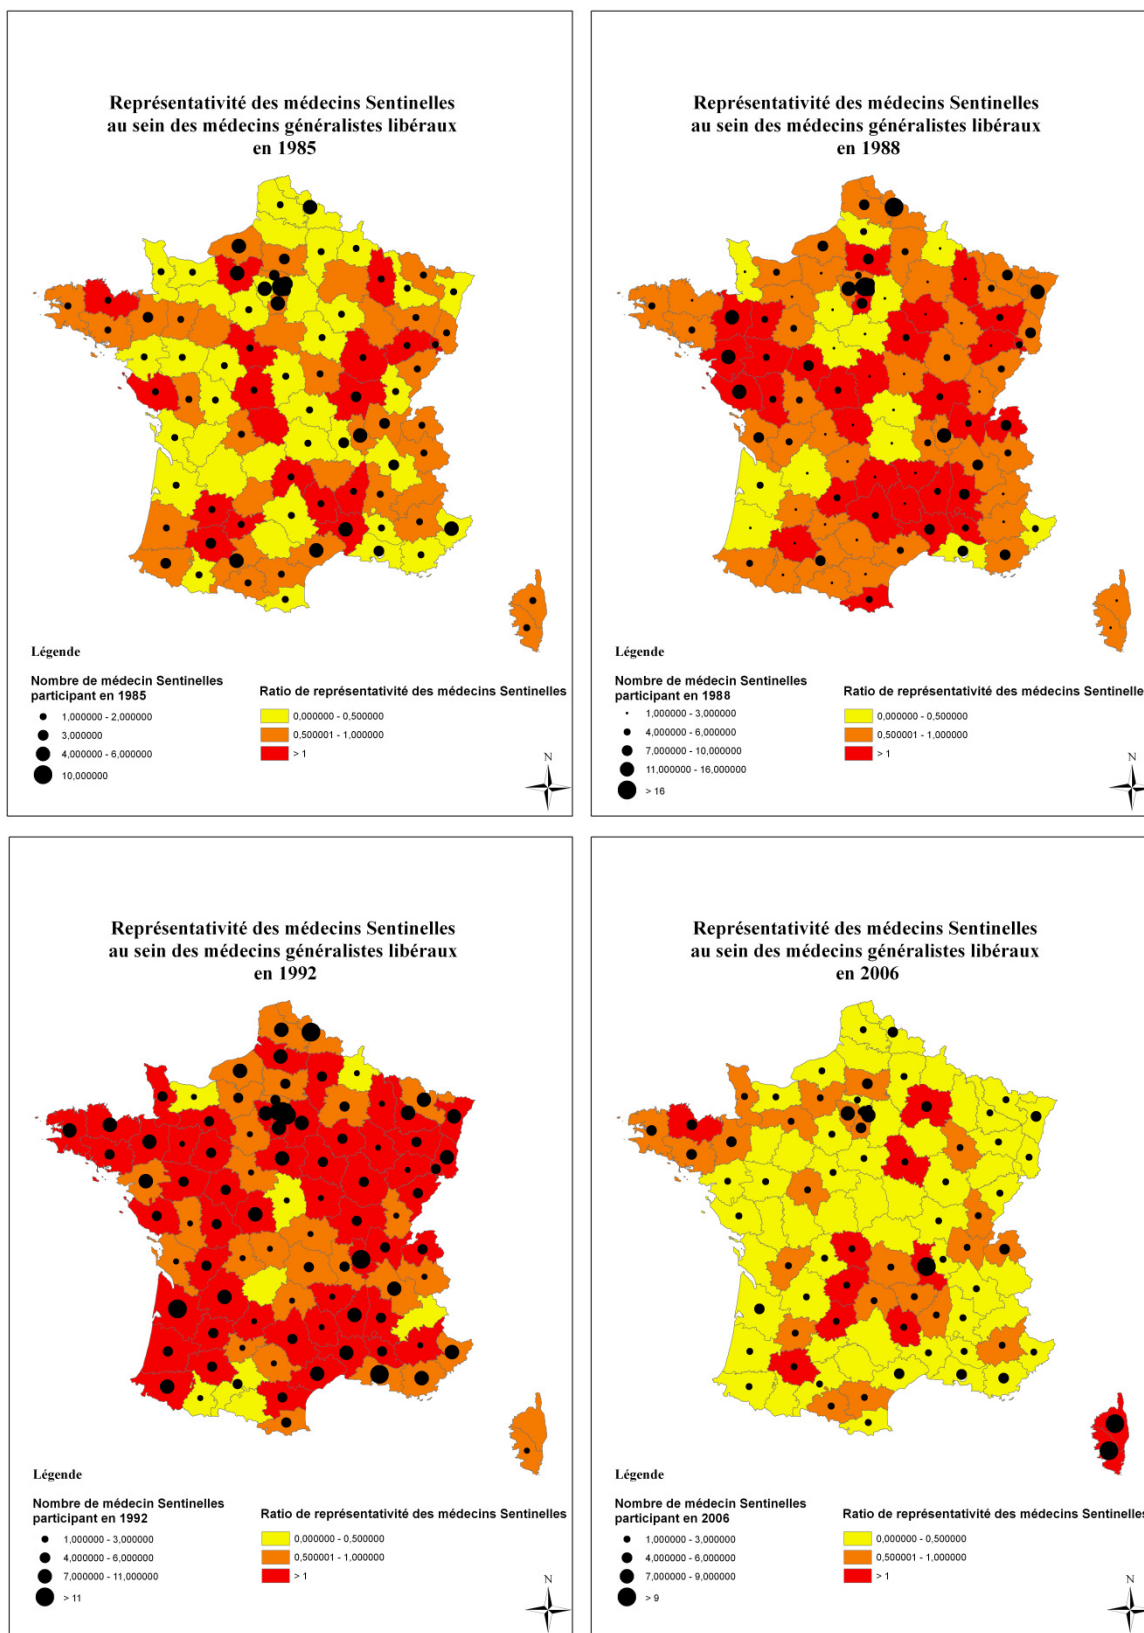 Représentativité des médecins Sentinelles
au sein des médecins généralistes libéraux
en 1985
Légende
Nombre de médecin Sentinelles
participant en 1985
1,000000 - 2,000000
3,000000
4,000000 - 6,000000
10,000000
Ratio de représentativité des médecins Sentinelles
0,000000 - 0,500000
0,500001 - 1,000000
> 1
N
Représentativité des médecins Sentinelles
au sein des médecins généralistes libéraux
en 1988
Légende
Nombre de médecin Sentinelles
participant en 1988
1,000000 - 3,000000
4,000000 - 6,000000
7,000000 - 10,000000
11,000000 - 16,000000
> 16
Ratio de représentativité des médecins Sentinelles
0,000000 - 0,500000
0,500001 - 1,000000
> 1
N
Représentativité des médecins Sentinelles
au sein des médecins généralistes libéraux
en 1992
Légende
Nombre de médecin Sentinelles
participant en 1992
1,000000 - 3,000000
4,000000 - 6,000000
7,000000 - 11,000000
> 11
Ratio de représentativité des médecins Sentinelles
0,000000 - 0,500000
0,500001 - 1,000000
> 1
N
Représentativité des médecins Sentinelles
au sein des médecins généralistes libéraux
en 2006
Légende
Nombre de médecin Sentinelles
participant en 2006
1,000000 - 3,000000
4,000000 - 6,000000
7,000000 - 9,000000
> 9
Ratio de représentativité des médecins Sentinelles
0,000000 - 0,500000
0,500001 - 1,000000
> 1
N